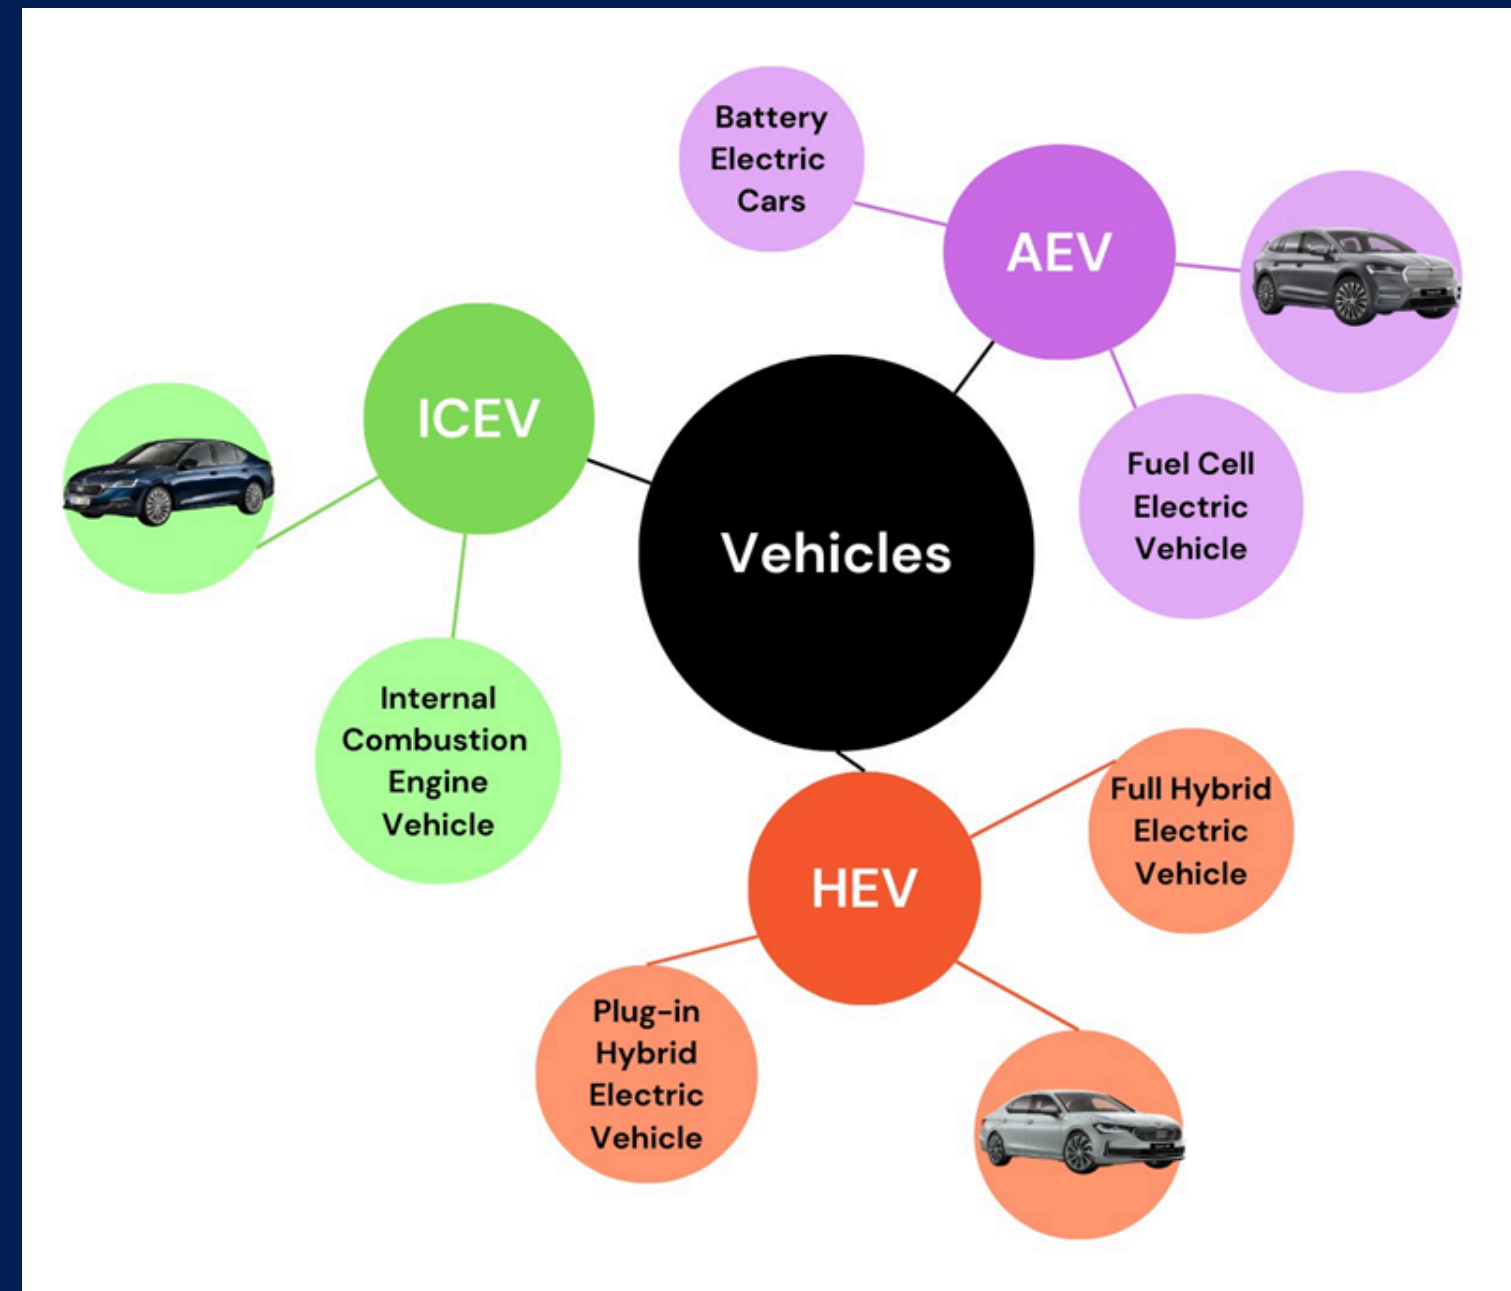 Battery
Electric
Cars
AEV
ICEV
Fuel Cell
Electric
Vehicle
Vehicles
Internal
Combustion
Engine
Vehicle
Full Hybrid
Electric
Vehicle
HEV
Plug-in
Hybrid
Electric
Vehicle